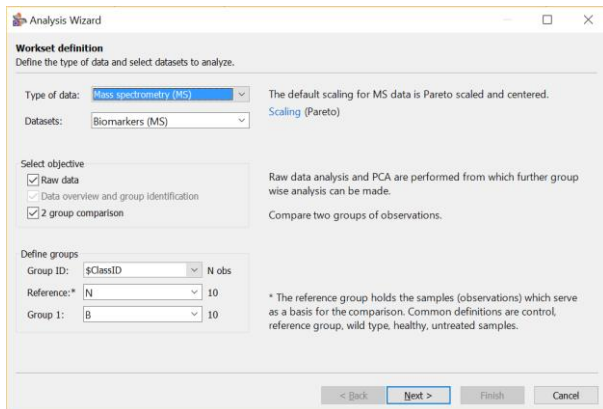 Analysis Wizard
Workset definition
Define the type of data and select datasets to analyze.
Type of data: Mass spectrometry (MS)
The default scaling for MS data is Pareto scaled and centered.
Scaling (Pareto)
Datasets: Biomarkers (MS)
Select objective
Raw data
Data overview and group identification
2 group comparison
Raw data analysis and PCA are performed from which further group
wise analysis can be made.
Compare two groups of observations.
Define groups
Group ID: $ClassID N obs
Reference:* N 10
Group 1: B 10
* The reference group holds the samples (observations) which serve
as a basis for the comparison. Common definitions are control,
reference group, wild type, healthy, untreated samples.
< Back Next > Finish Cancel